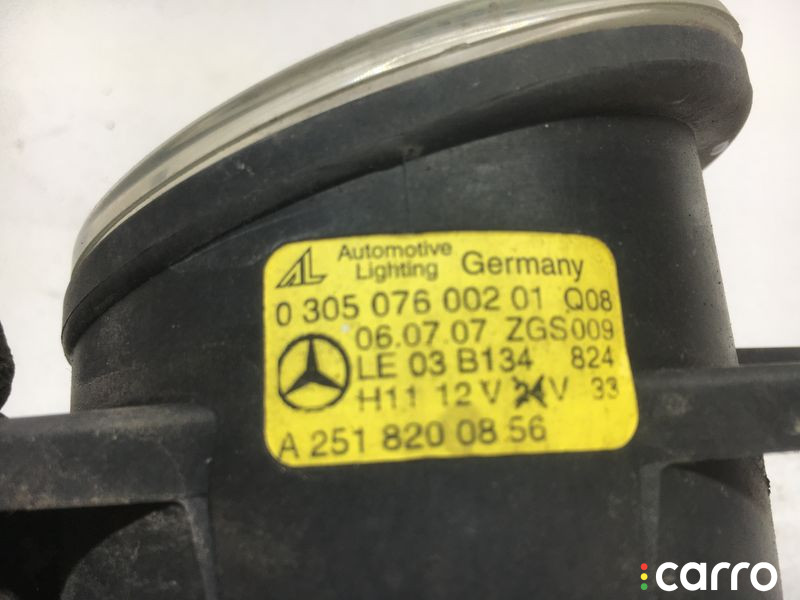 AL Automotive
Lighting Germany
0 305 076 002 01 Q08
06.07.07 ZGS009
LE 03 B134 824
H11 12 V 24V 33
A 251 820 08 56
carro